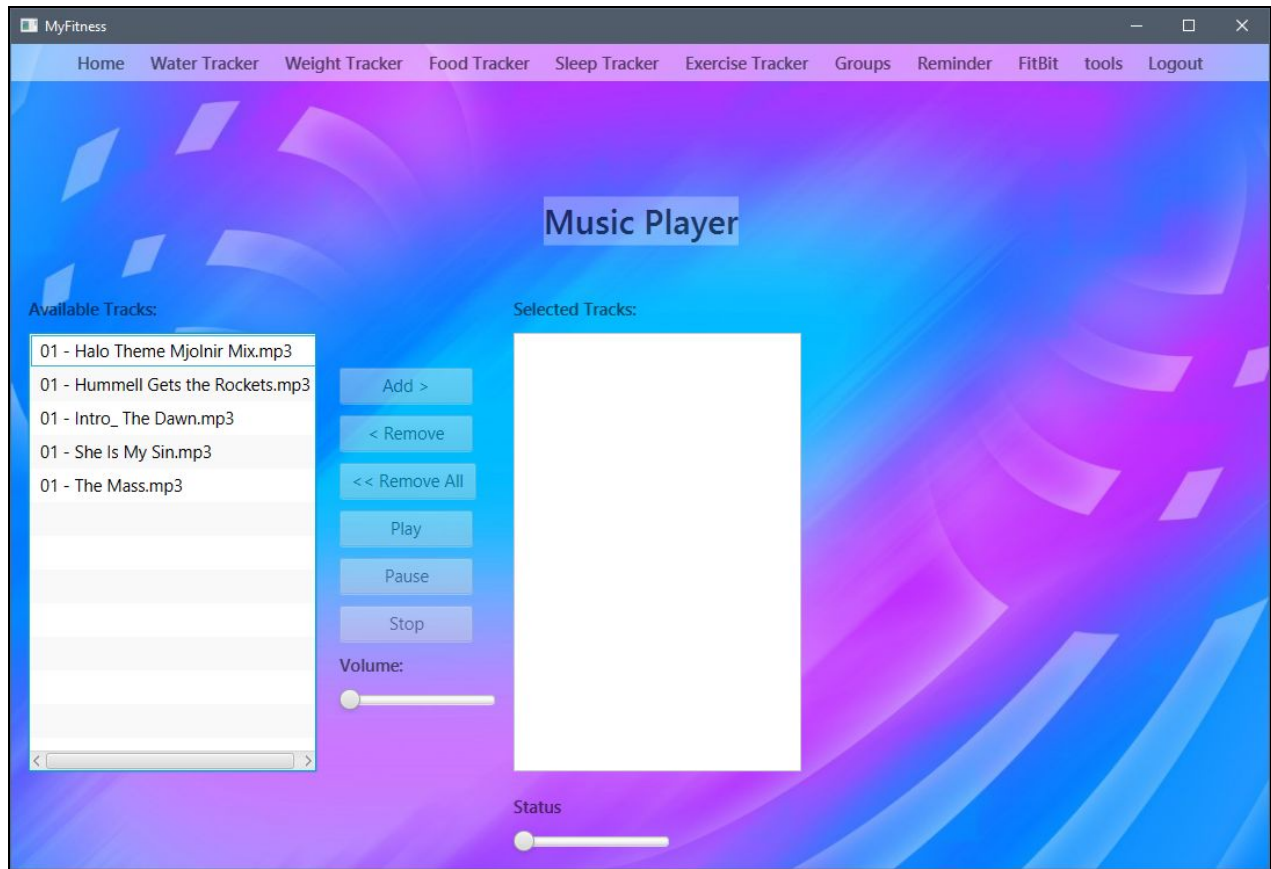 MyFitness
Home Water Tracker Weight Tracker Food Tracker Sleep Tracker Exercise Tracker Groups Reminder FitBit tools Logout
Music Player
Available Tracks:
01 - Halo Theme Mjolnir Mix.mp3
01 - Hummell Gets the Rockets.mp3
01 - Intro_ The Dawn.mp3
01 - She Is My Sin.mp3
01 - The Mass.mp3
Add >
< Remove
<< Remove All
Play
Pause
Stop
Volume:
Selected Tracks:
Status